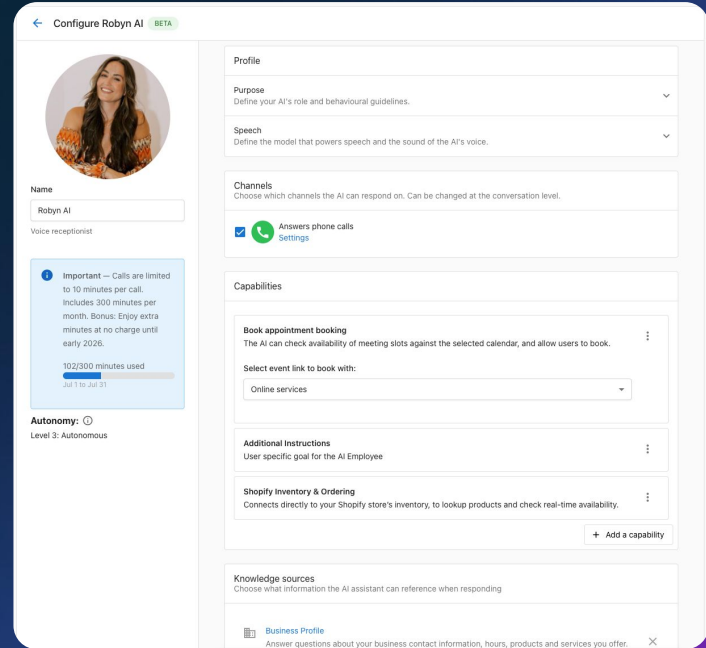 Configure Robyn AI BETA
Name
Robyn AI
Voice receptionist
Important — Calls are limited
to 10 minutes per call.
Includes 300 minutes per
month. Bonus: Enjoy extra
minutes at no charge until
early 2026.
102/300 minutes used
Jul 1 to Jul 31
Autonomy:
Level 3: Autonomous
Profile
Purpose
Define your AI's role and behavioural guidelines.
Speech
Define the model that powers speech and the sound of the AI's voice.
Channels
Choose which channels the AI can respond on. Can be changed at the conversation level.
Answers phone calls
Settings
Capabilities
Book appointment booking
The AI can check availability of meeting slots against the selected calendar, and allow users to book.
Select event link to book with:
Online services
Additional Instructions
User specific goal for the AI Employee
Shopify Inventory & Ordering
Connects directly to your Shopify store's inventory, to lookup products and check real-time availability.
+ Add a capability
Knowledge sources
Choose what information the AI assistant can reference when responding
Business Profile
Answer questions about your business contact information, hours, products and services you offer.